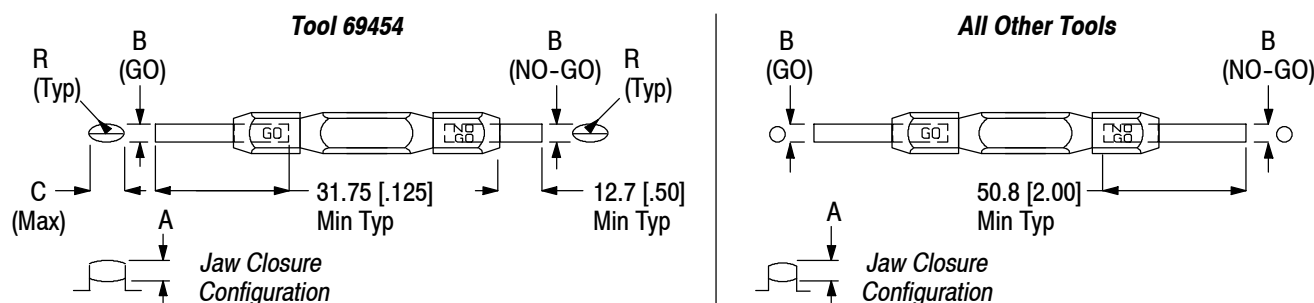 Tool 69454
R
(Typ)
B
(GO)
B
(NO-GO)
R
(Typ)
GO
NO
GO
C
(Max)
31.75 [.125]
Min Typ
12.7 [.50]
Min Typ
A
Jaw Closure
Configuration
All Other Tools
B
(GO)
B
(NO-GO)
GO
NO
GO
50.8 [2.00]
Min Typ
A
Jaw Closure
Configuration